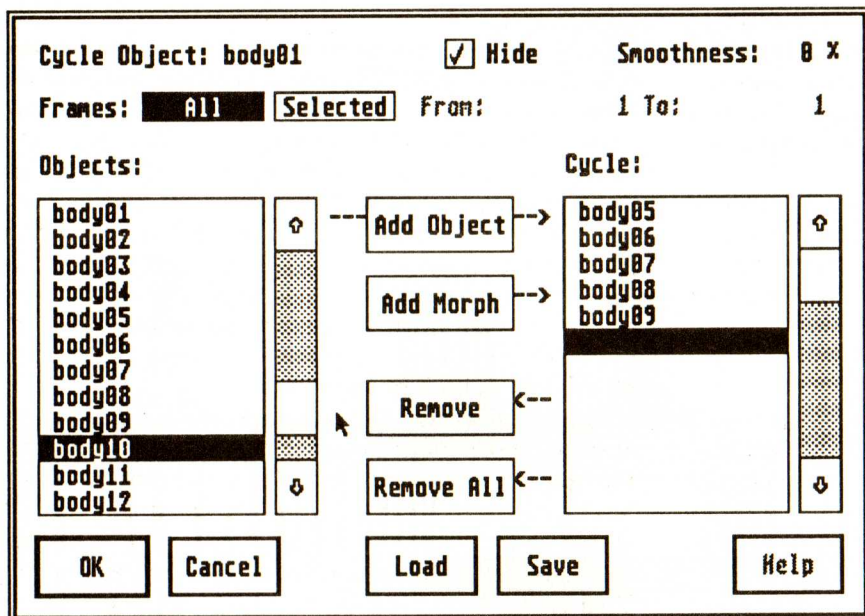 Cycle Object: body01 Hide Smoothness: 0 %
Frames: All Selected From: 1 To: 1
Objects: Cycle:
body01
body02
body03
body04
body05
body06
body07
body08
body09
body10
body11
body12
Add Object
Add Morph
Remove
Remove All
body05
body06
body07
body08
body09
OK Cancel Load Save Help